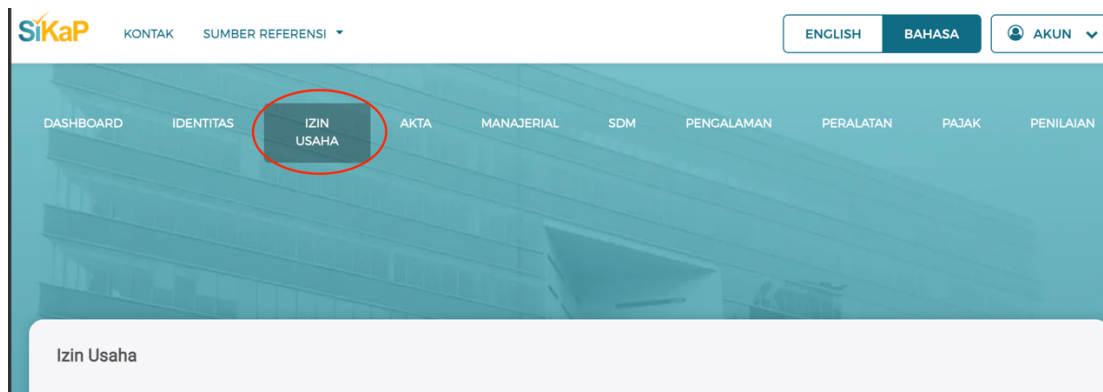 SiKaP KONTAK SUMBER REFERENSI ENGLISH BAHASA AKUN
DASHBOARD IDENTITAS IZIN USAHA AKTA MANAJERIAL SDM PENGALAMAN PERALATAN PAJAK PENILAIAN
Izin Usaha